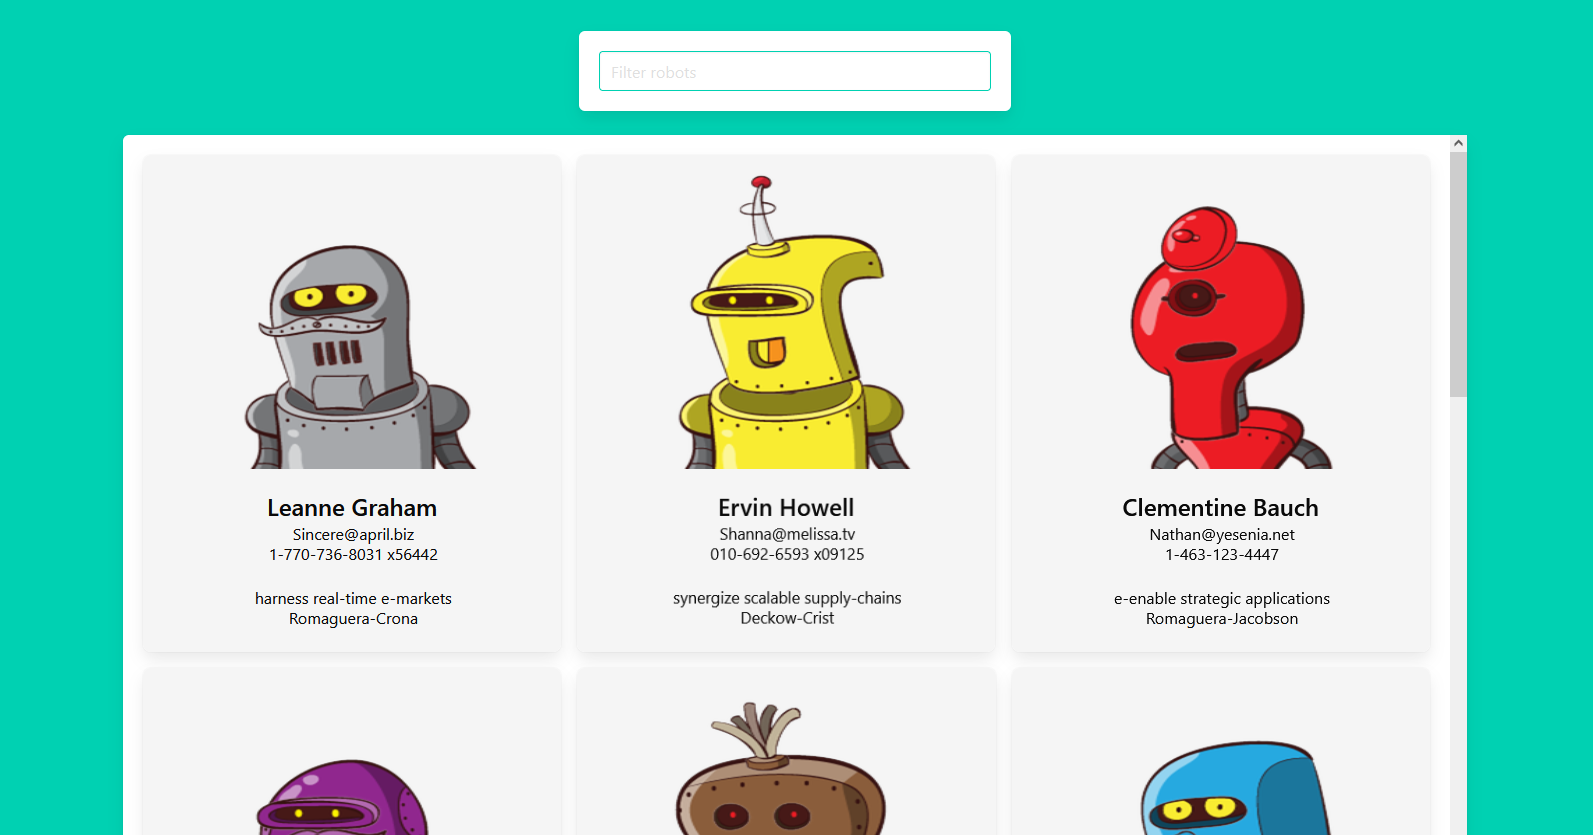 Filter robots
Leanne Graham
Sincere@april.biz
1-770-736-8031 x56442
harness real-time e-markets
Romaguera-Crona
Ervin Howell
Shanna@melissa.tv
010-692-6593 x09125
synergize scalable supply-chains
Deckow-Crist
Clementine Bauch
Nathan@yesenia.net
1-463-123-4447
e-enable strategic applications
Romaguera-Jacobson